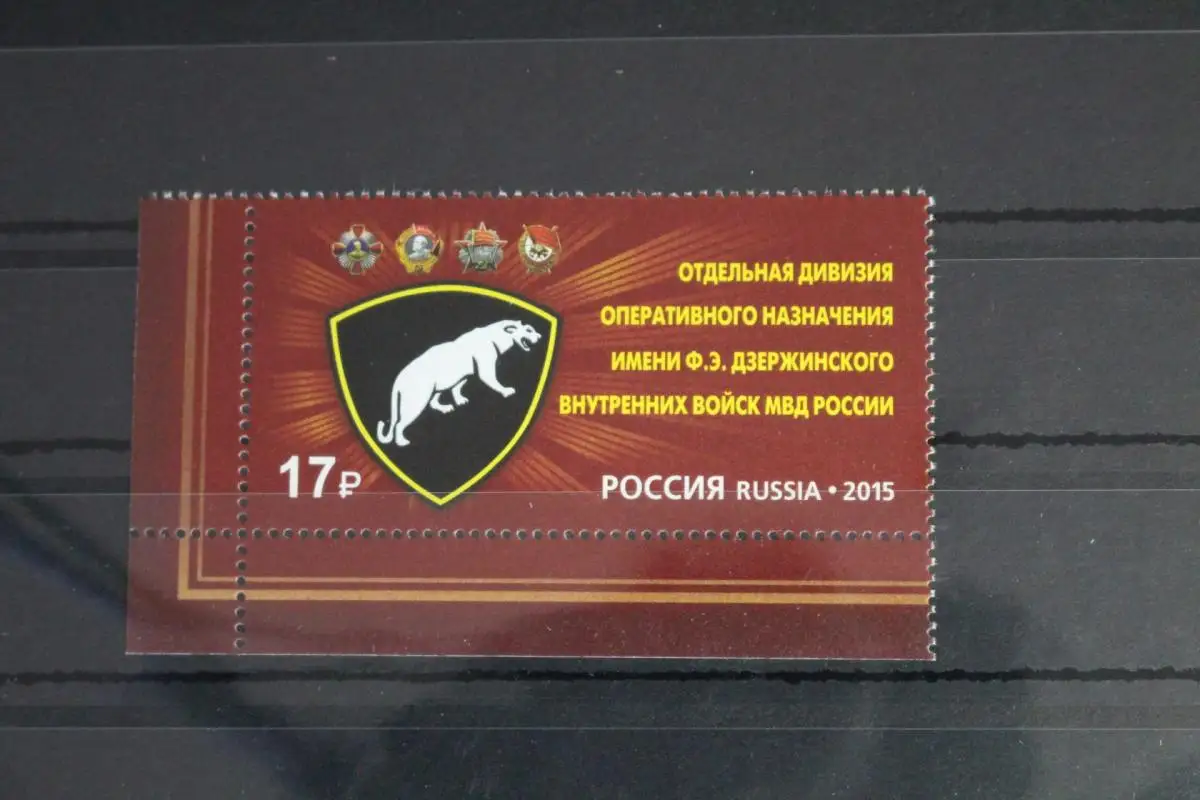 ОТДЕЛЬНАЯ ДИВИЗИЯ
ОПЕРАТИВНОГО НАЗНАЧЕНИЯ
ИМЕНИ Ф.Э. ДЗЕРЖИНСКОГО
ВНУТРЕННИХ ВОЙСК МВД РОССИИ
17₽
РОССИЯ RUSSIA • 2015